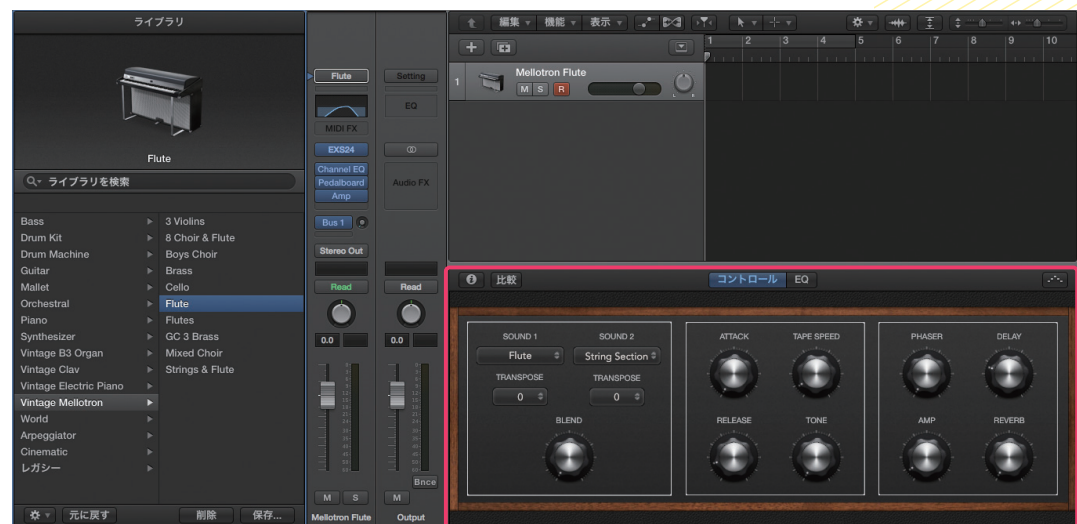 ライブラリ
Flute
ライブラリを検索
Bass
Drum Kit
Drum Machine
Guitar
Mallet
Orchestral
Piano
Synthesizer
Vintage B3 Organ
Vintage Clav
Vintage Electric Piano
Vintage Mellotron
World
Arpeggiator
Cinematic
レガシー
3 Violins
8 Choir & Flute
Boys Choir
Brass
Cello
Flute
Flutes
GC 3 Brass
Mixed Choir
Strings & Flute
元に戻す 削除 保存...
Flute
MIDI FX
EXS24
Channel EQ
Pedalboard
Amp
Bus 1
Stereo Out
Read
0.0
M S
Mellotron Flute
Setting
EQ
Audio FX
Read
0.0
Bnce
M
Output
編集 機能 表示
1 2 3 4 5 6 7 8 9 10
1 Mellotron Flute
M S R
L R
比較 コントロール EQ
SOUND 1 SOUND 2
Flute String Section
TRANSPOSE TRANSPOSE
0 0
BLEND
ATTACK TAPE SPEED
RELEASE TONE
PHASER DELAY
AMP REVERB